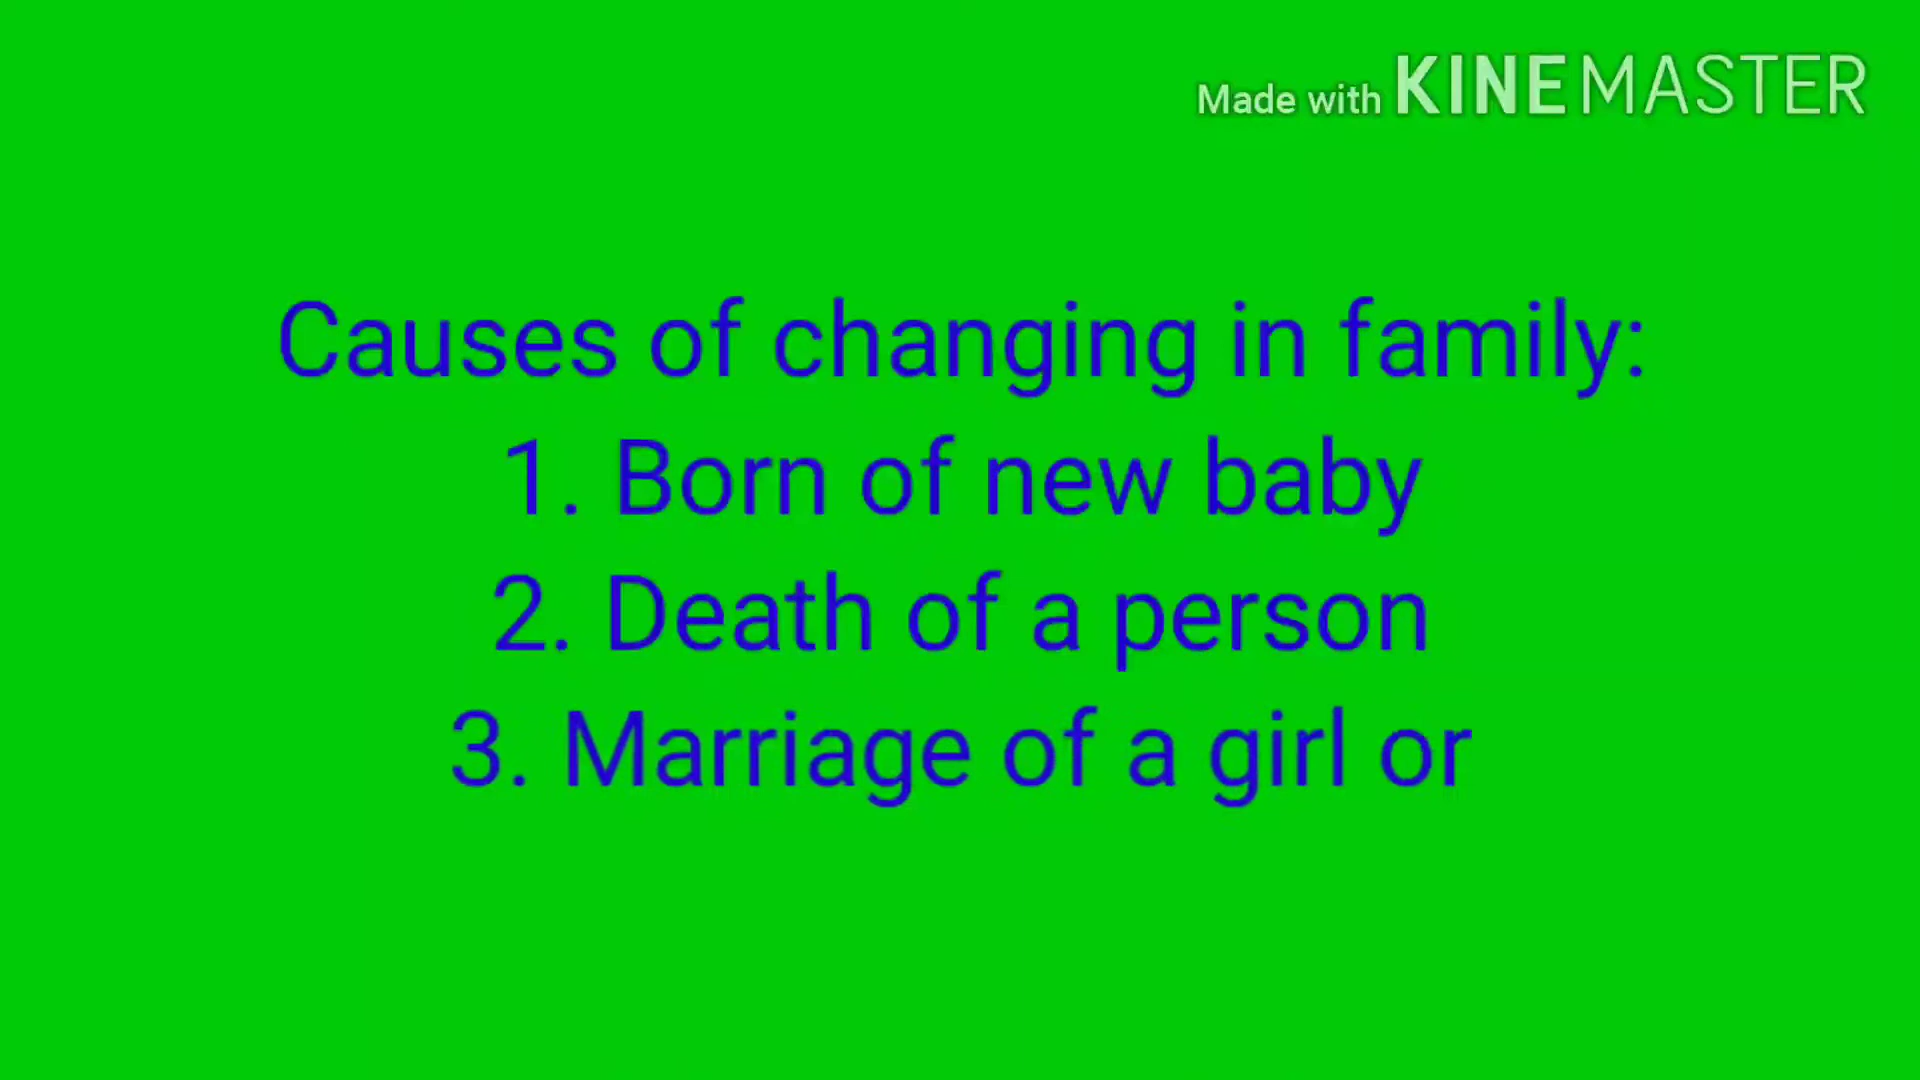 Made with KINEMASTER
Causes of changing in family:
1. Born of new baby
2. Death of a person
3. Marriage of a girl or